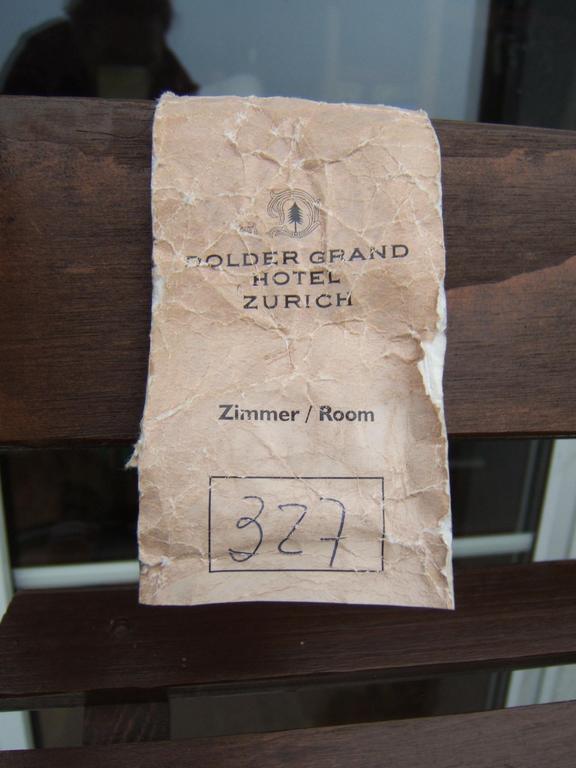 DOLDER GRAND
HOTEL
ZURICH
Zimmer / Room
327